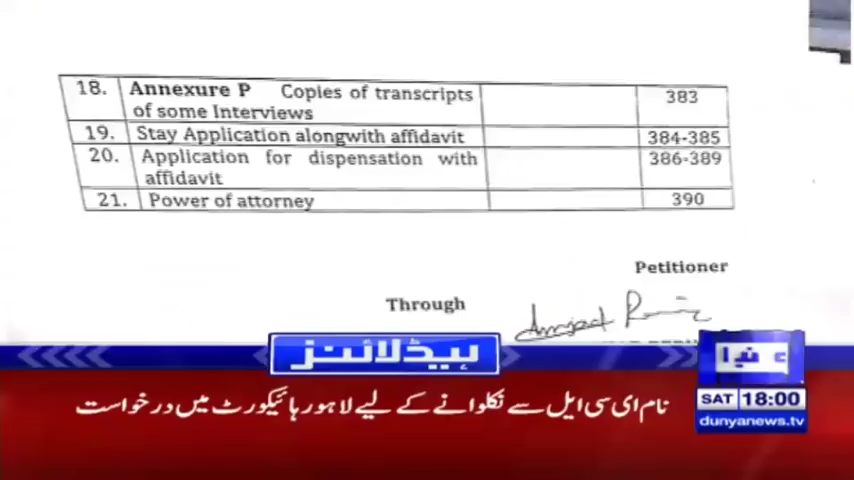 18. Annexure P Copies of transcripts of some Interviews 383
19. Stay Application alongwith affidavit 384-385
20. Application for dispensation with affidavit 386-389
21. Power of attorney 390
Petitioner
Through
Amjad
ہیڈلائنز
دنیا
نام ای سی ایل سے نکلوانے کے لیے لاہور ہائیکورٹ میں درخواست
SAT 18:00
dunyanews.tv